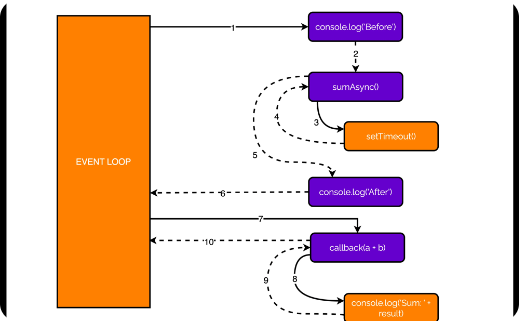 console.log('Before')
1
2
sumAsync()
4
3
setTimeout()
EVENT LOOP
5
console.log('After')
6
7
callback(a + b)
10
9
8
console.log('Sum: ' +
result)